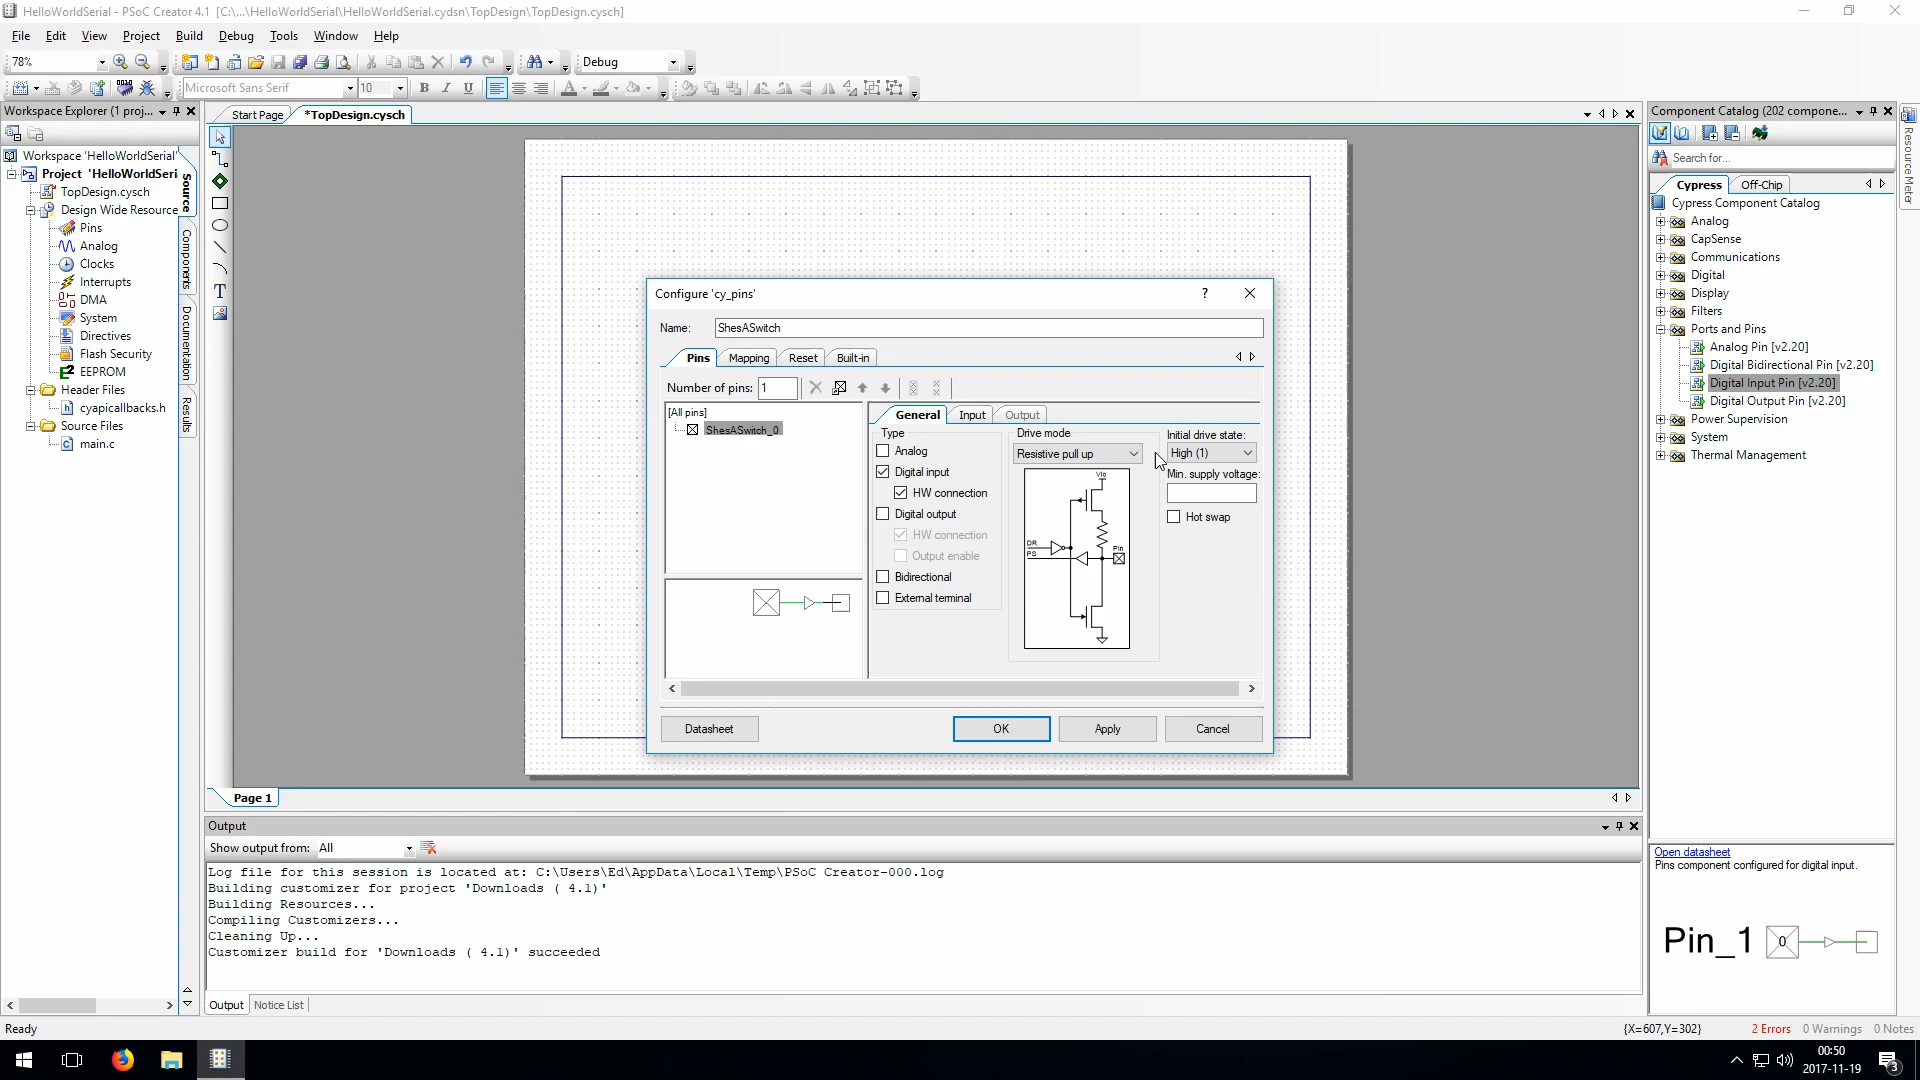 HelloWorldSerial - PSoC Creator 4.1 [C:\...\HelloWorldSerial\HelloWorldSerial.cydsn\TopDesign\TopDesign.cysch]
File Edit View Project Build Debug Tools Window Help
78% Debug
Microsoft Sans Serif 10 B I U A
Workspace Explorer (1 proj...
Start Page *TopDesign.cysch
Component Catalog (202 compone...
Workspace 'HelloWorldSerial'
Project 'HelloWorldSeri
TopDesign.cysch
Design Wide Resource
Pins
Analog
Clocks
Interrupts
DMA
System
Directives
Flash Security
EEPROM
Header Files
cyapicallbacks.h
Source Files
main.c
Source
Components
Documentation
Results
T
Configure 'cy_pins'
?
Name: ShesASwitch
Pins Mapping Reset Built-in
Number of pins: 1
[All pins]
ShesASwitch_0
General Input Output
Type
Analog
Digital input
HW connection
Digital output
HW connection
Output enable
Bidirectional
External terminal
Drive mode
Resistive pull up
Vio
DR
PS
Pin
Initial drive state:
High (1)
Min. supply voltage:
Hot swap
Datasheet OK Apply Cancel
Search for...
Cypress Off-Chip
Cypress Component Catalog
Analog
CapSense
Communications
Digital
Display
Filters
Ports and Pins
Analog Pin [v2.20]
Digital Bidirectional Pin [v2.20]
Digital Input Pin [v2.20]
Digital Output Pin [v2.20]
Power Supervision
System
Thermal Management
Resource Meter
Open datasheet
Pins component configured for digital input.
Pin_1 0
Page 1
Output
Show output from: All
Log file for this session is located at: C:\Users\Ed\AppData\Local\Temp\PSoC Creator-000.log
Building customizer for project 'Downloads ( 4.1)'
Building Resources...
Compiling Customizers...
Cleaning Up...
Customizer build for 'Downloads ( 4.1)' succeeded
Output Notice List
Ready {X=607,Y=302} 2 Errors 0 Warnings 0 Notes
00:50
2017-11-19
3